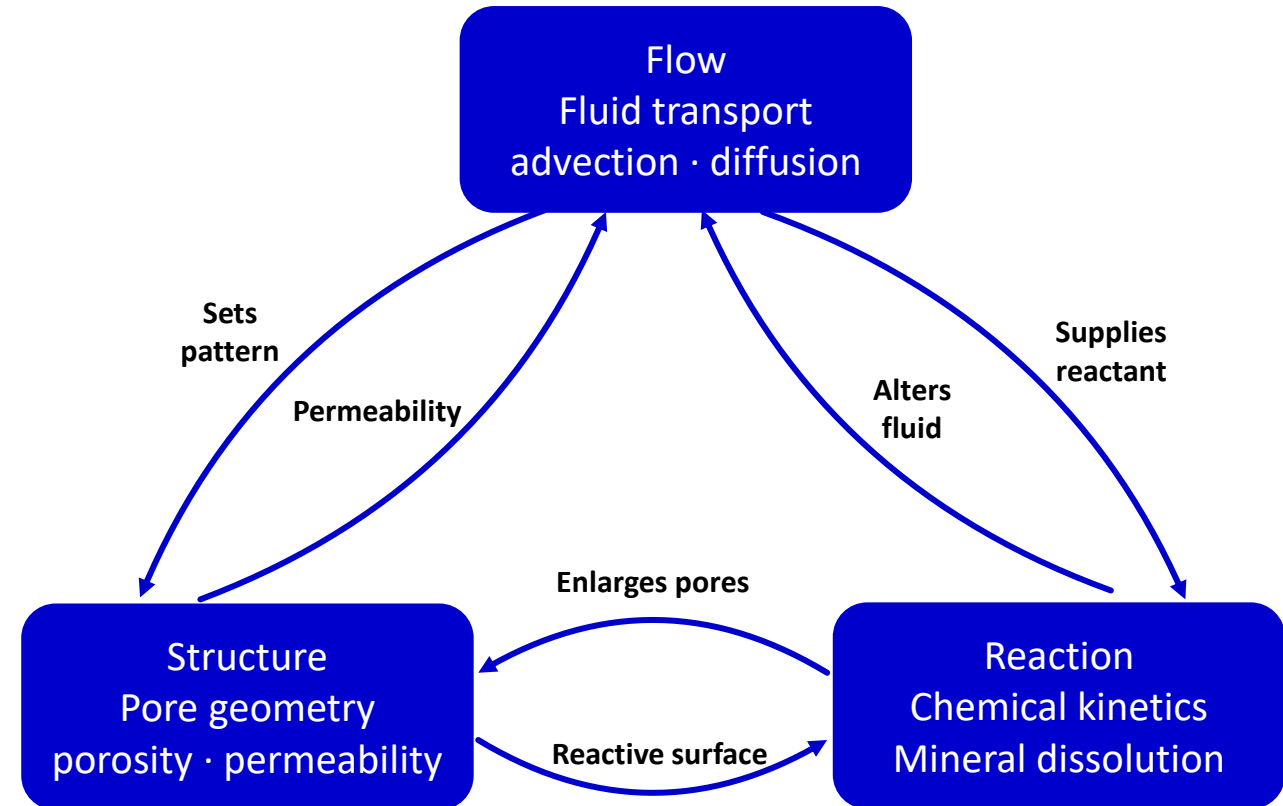 Flow
Fluid transport
advection · diffusion
Sets
pattern
Permeability
Supplies
reactant
Alters
fluid
Enlarges pores
Structure
Pore geometry
porosity · permeability
Reactive surface
Reaction
Chemical kinetics
Mineral dissolution